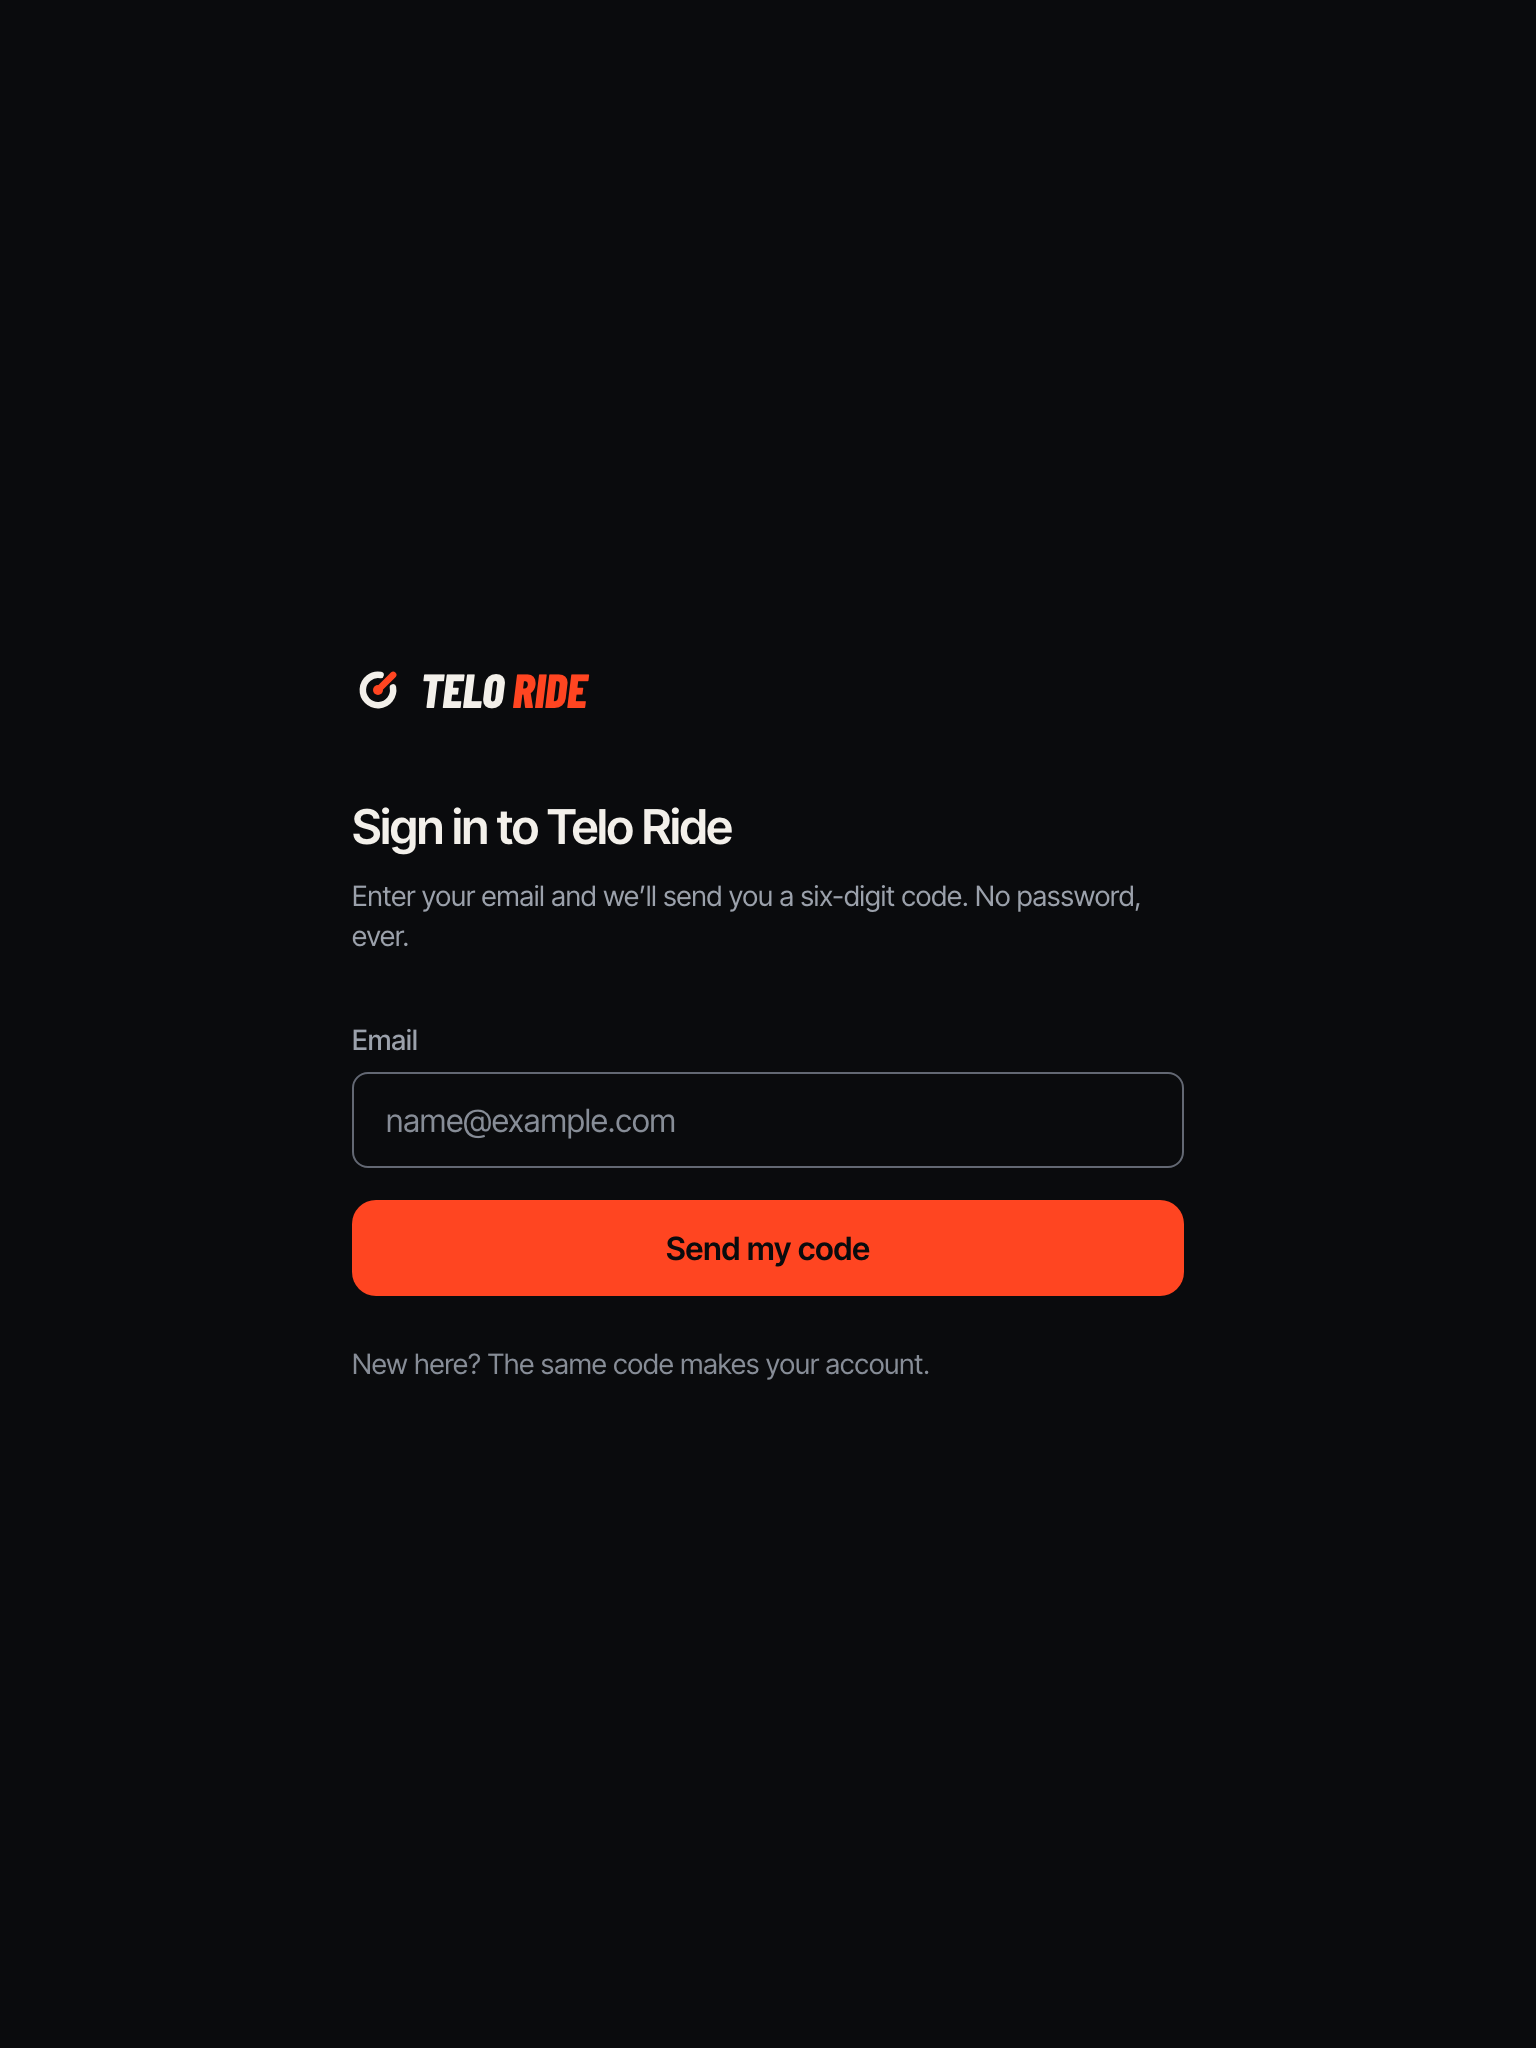 TELO RIDE
Sign in to Telo Ride
Enter your email and we’ll send you a six-digit code. No password,
ever.
Email
name@example.com
Send my code
New here? The same code makes your account.